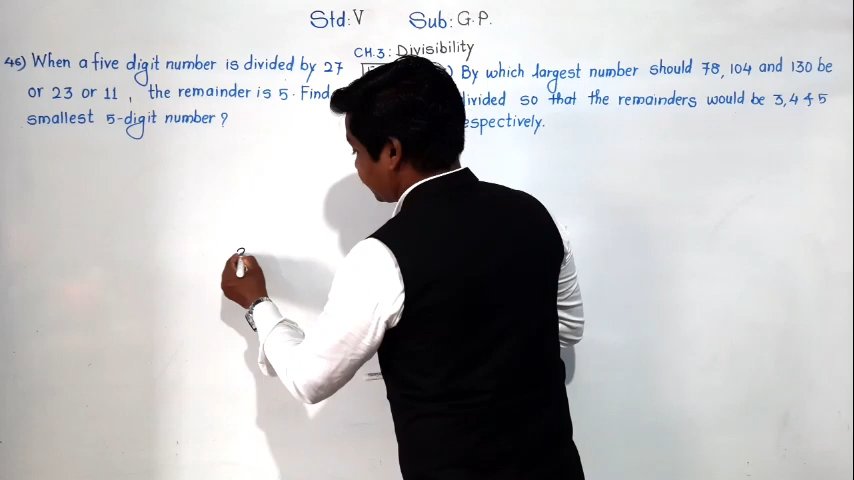 Std: V Sub: G.P.
CH.3: Divisibility
46) When a five digit number is divided by 27
or 23 or 11, the remainder is 5. Find
smallest 5-digit number?
) By which largest number should 78, 104 and 130 be
ivided so that the remainders would be 3, 4 & 5
espectively.